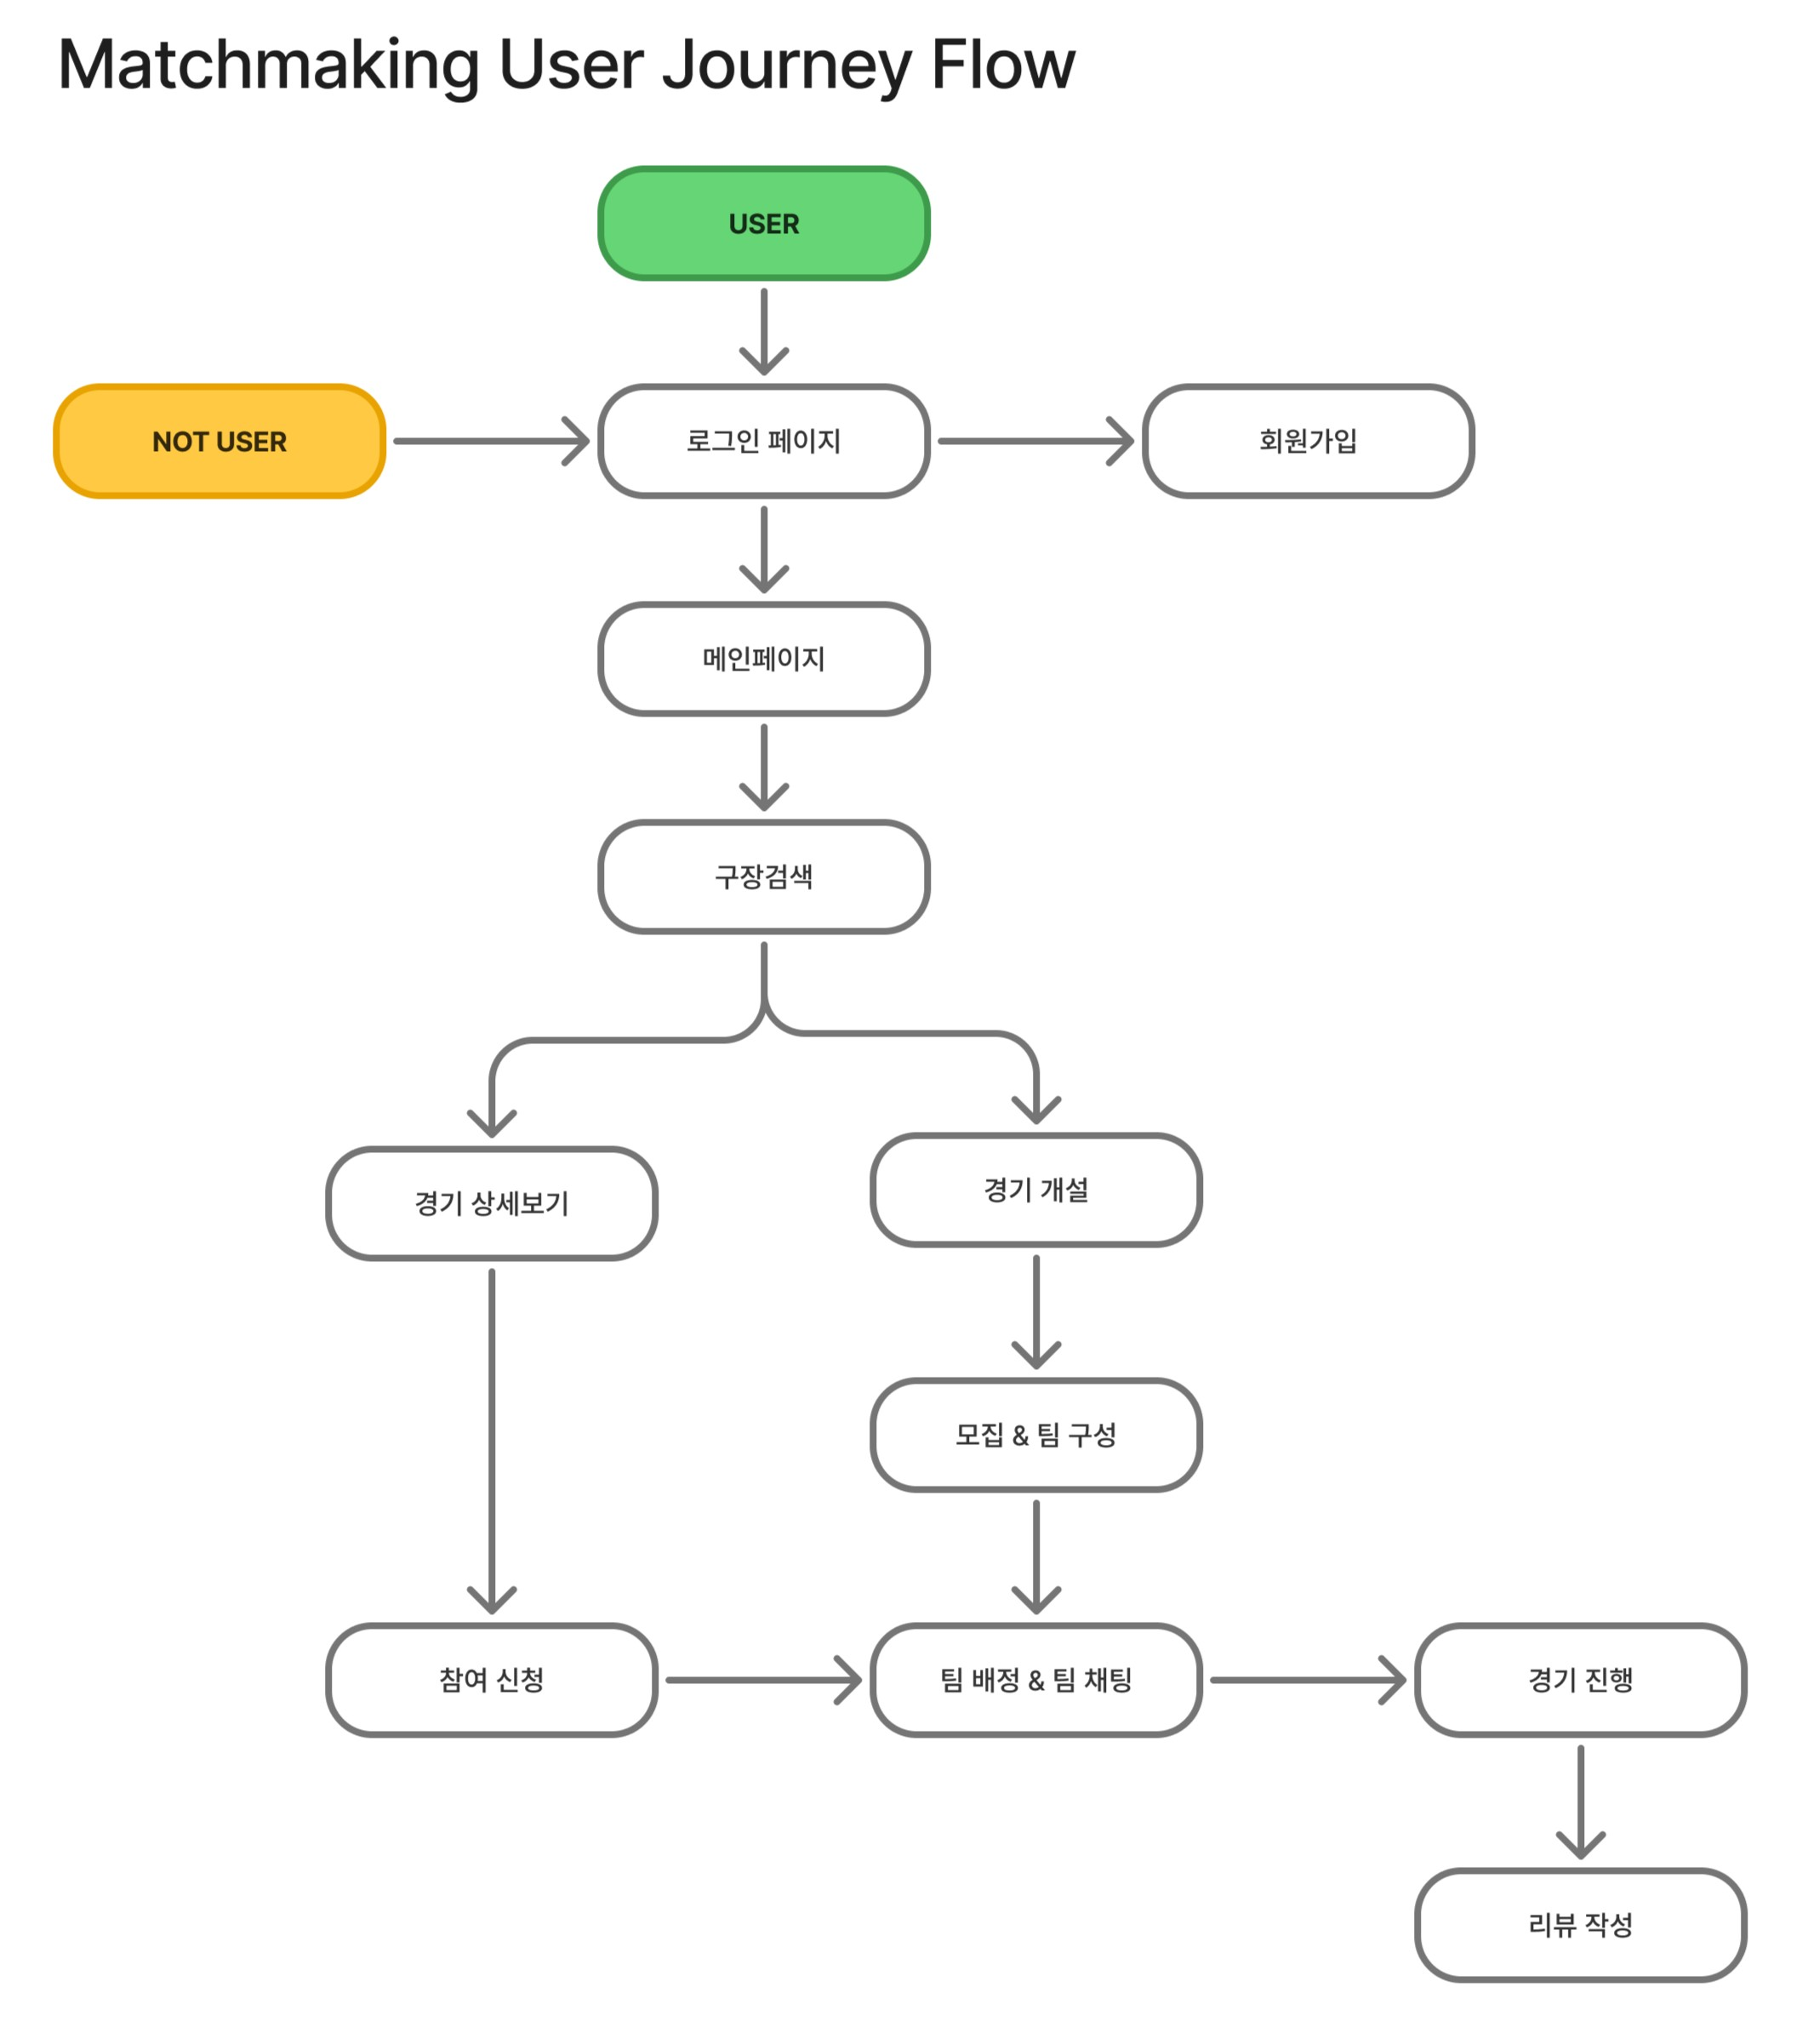 Matchmaking User Journey Flow
USER
NOT USER
로그인 페이지
회원가입
메인페이지
구장검색
경기 상세보기
경기 개설
모집 & 팀 구성
참여 신청
팀 배정 & 팀 채팅
경기 진행
리뷰 작성